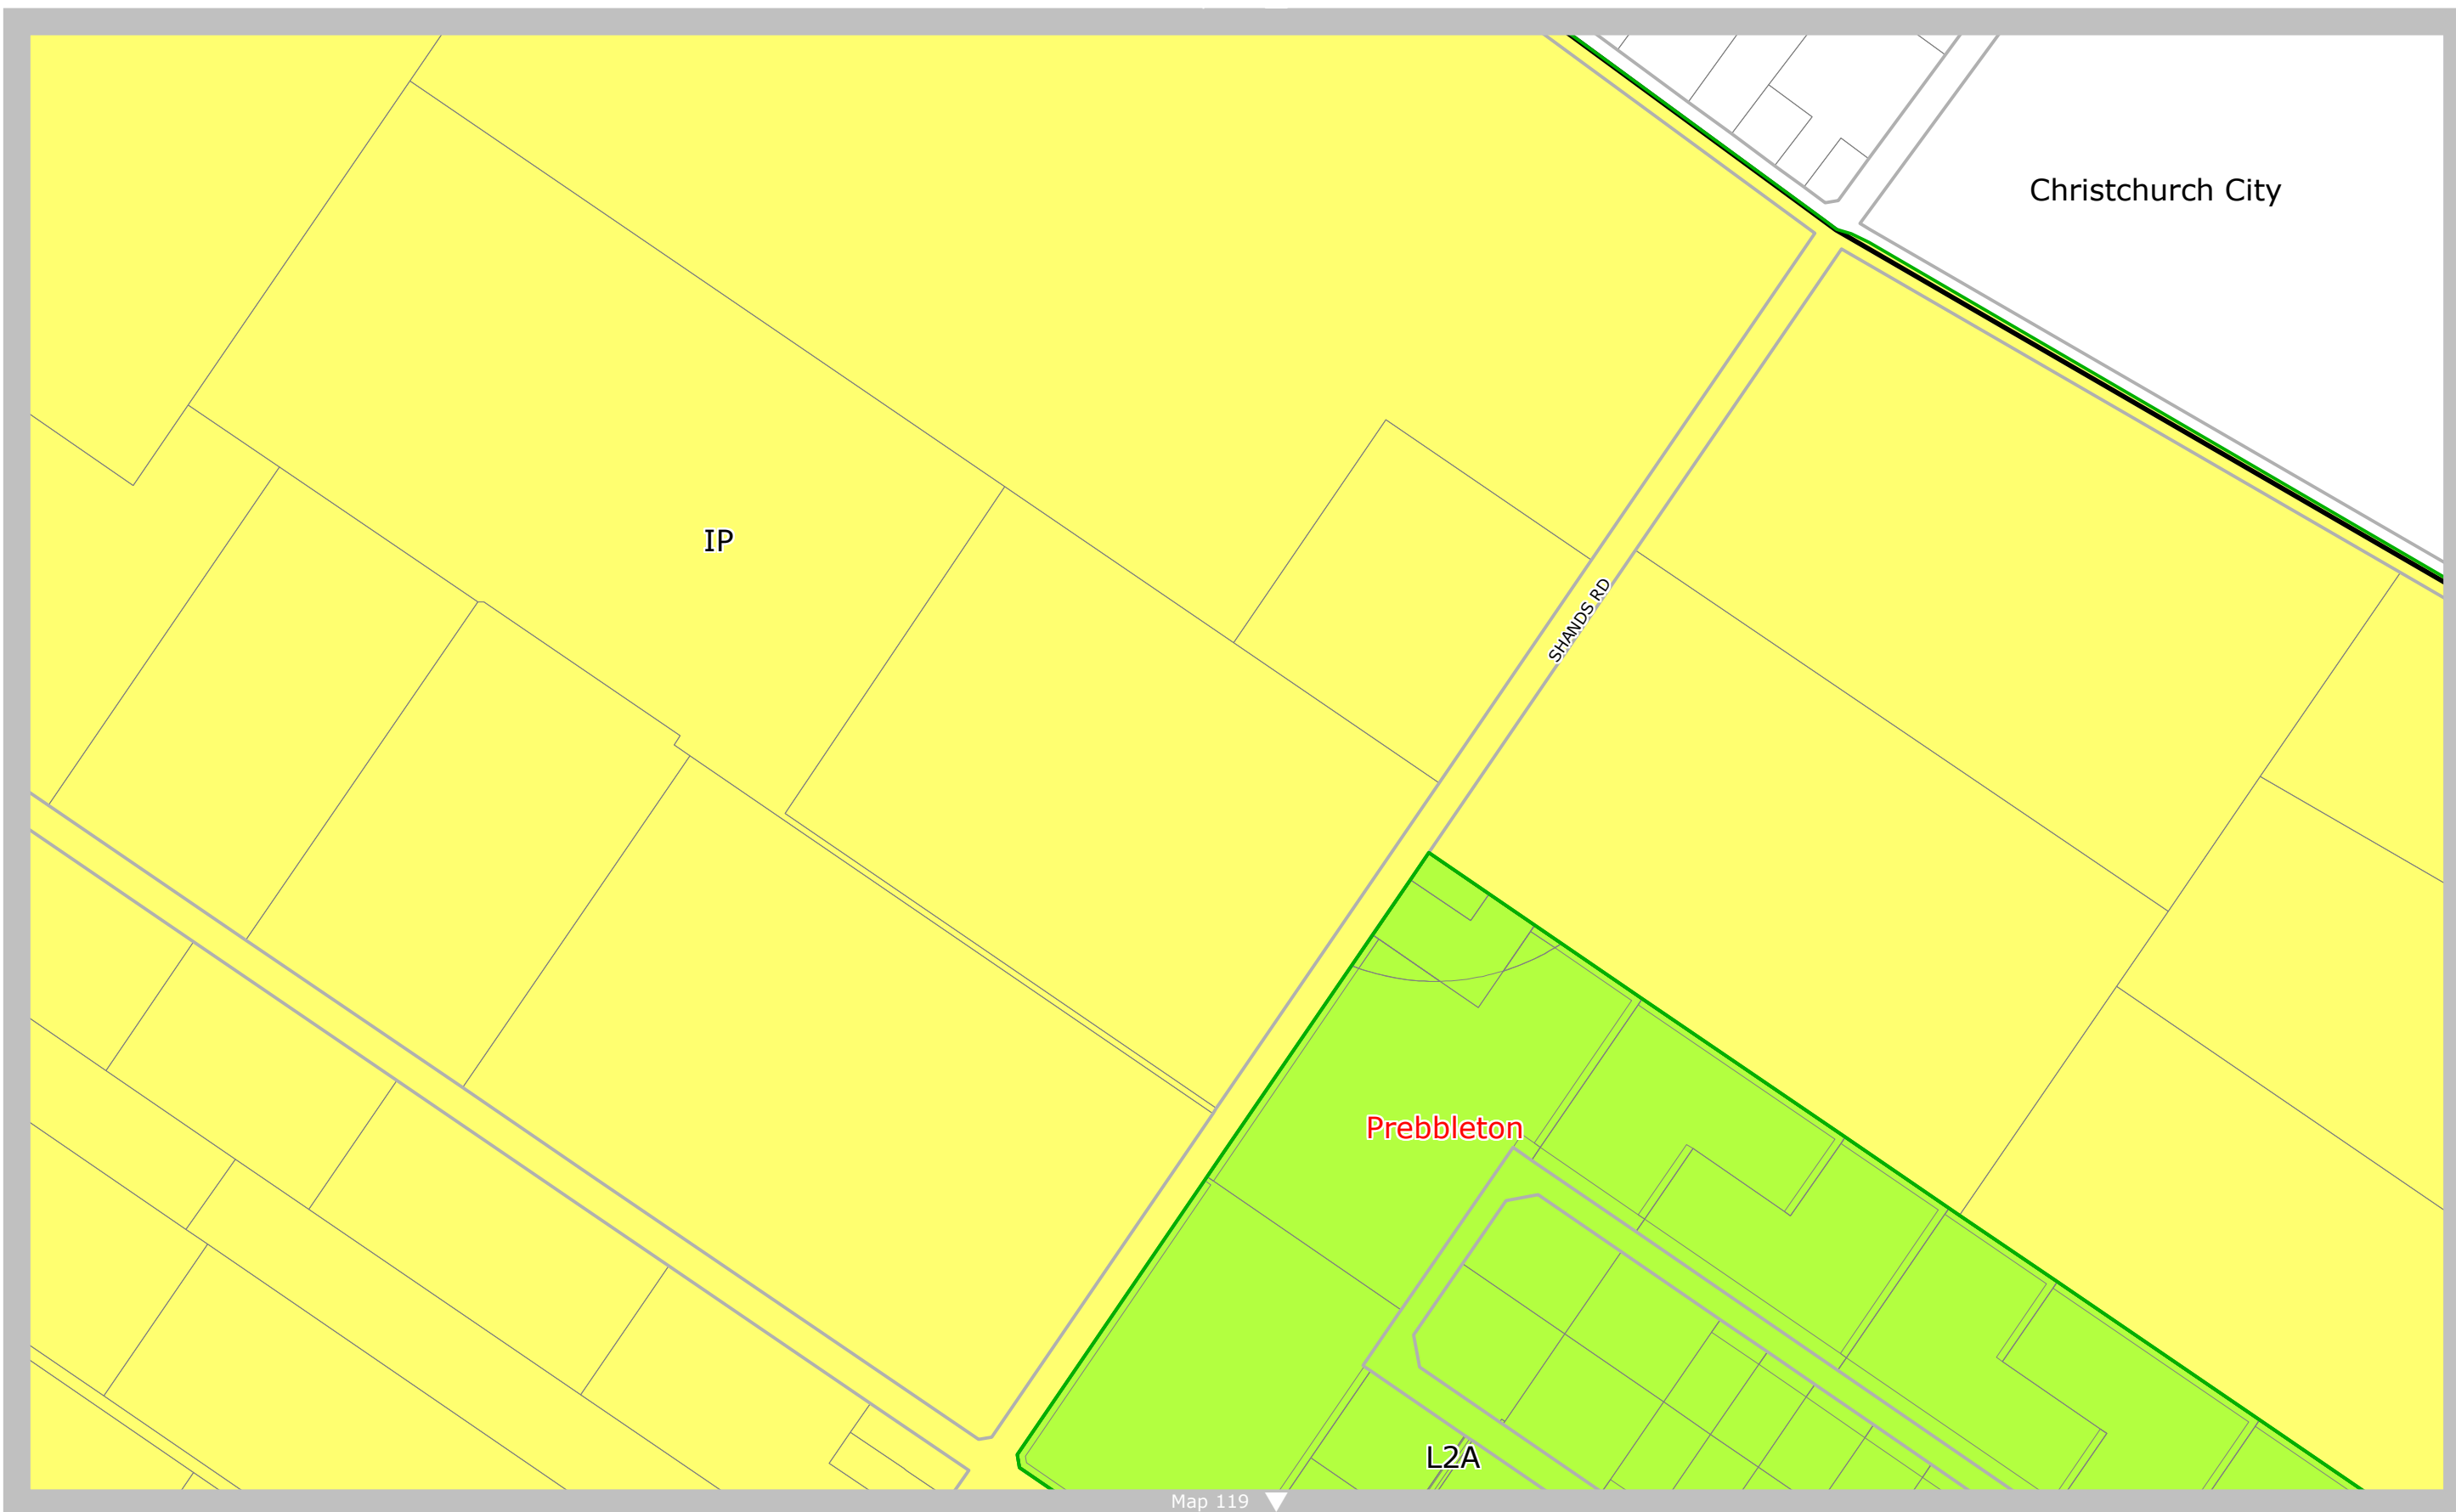 Christchurch City
IP
SHANDS RD
Prebbleton
L2A
Map 119